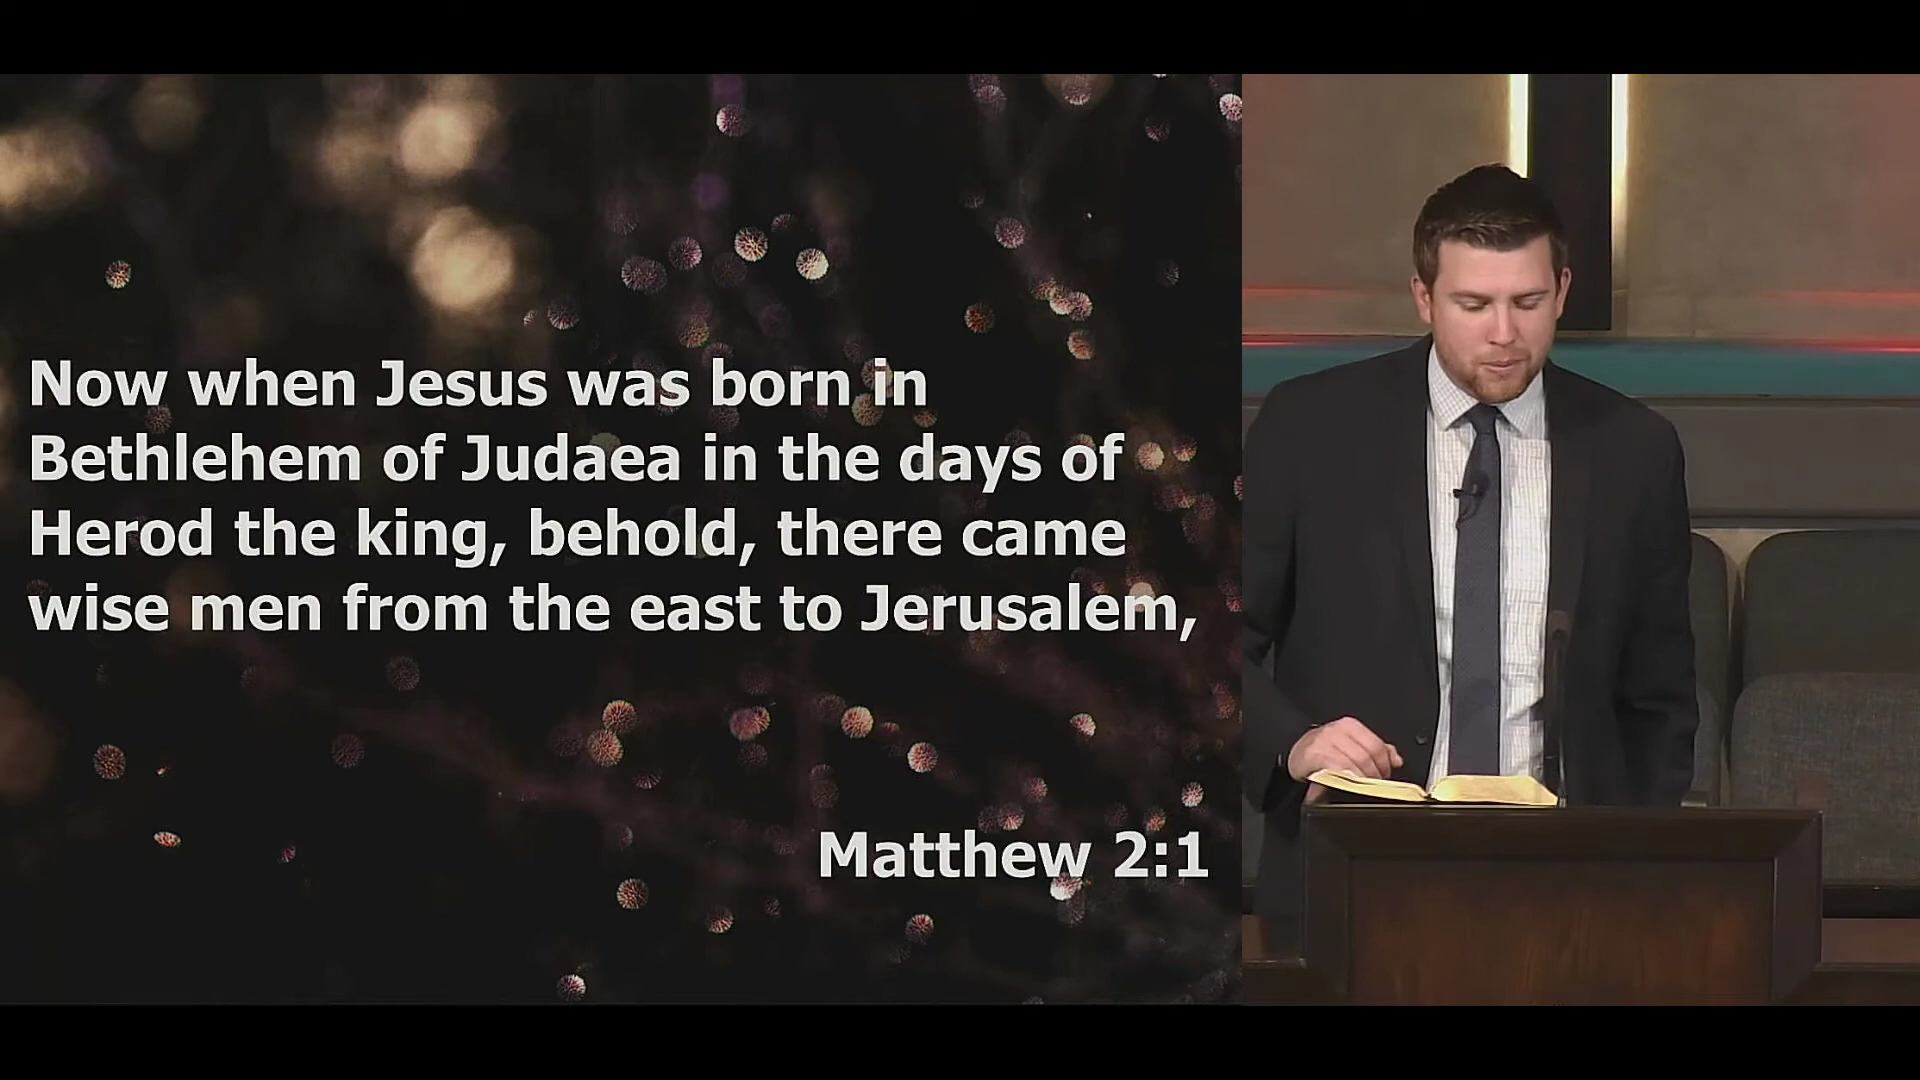 Now when Jesus was born in
Bethlehem of Judaea in the days of
Herod the king, behold, there came
wise men from the east to Jerusalem,
Matthew 2:1